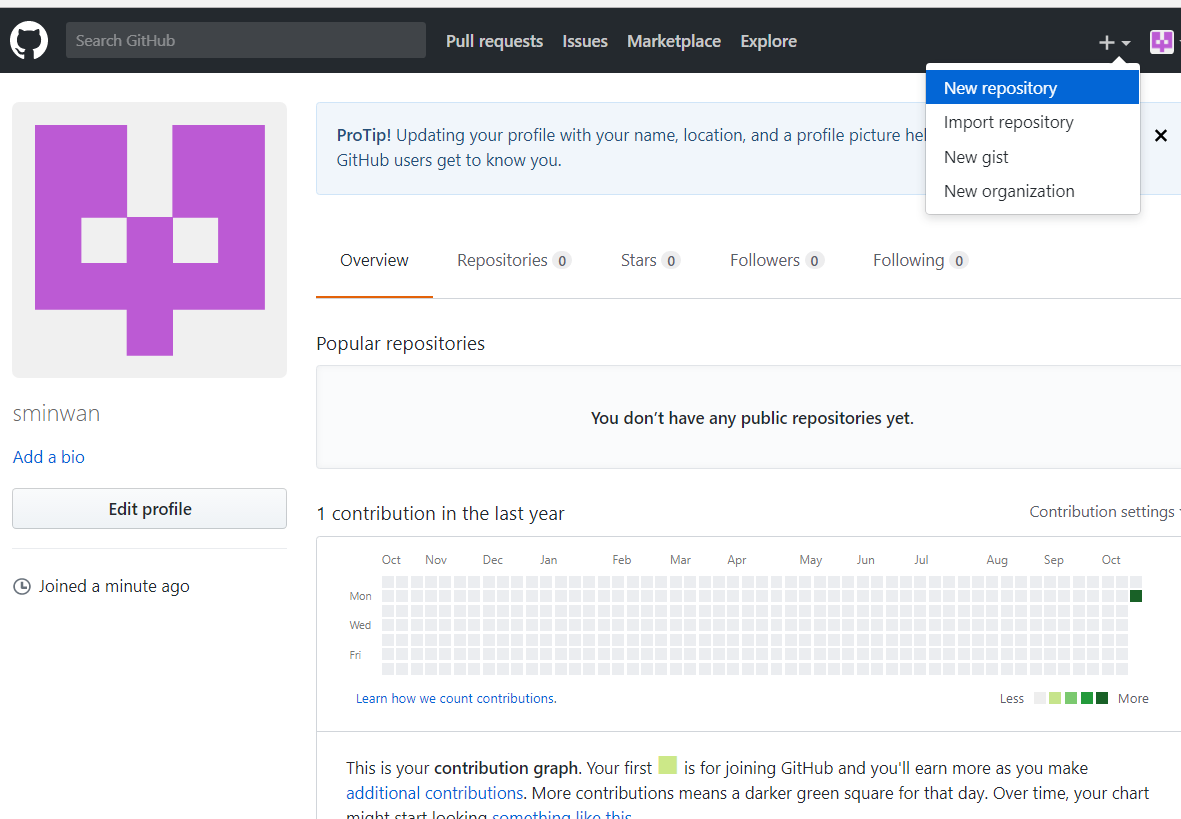 Search GitHub
Pull requests Issues Marketplace Explore
New repository
Import repository
New gist
New organization
ProTip! Updating your profile with your name, location, and a profile picture
GitHub users get to know you.
Overview Repositories 0 Stars 0 Followers 0 Following 0
Popular repositories
You don’t have any public repositories yet.
sminwan
Add a bio
Edit profile
Joined a minute ago
1 contribution in the last year
Contribution settings
Oct Nov Dec Jan Feb Mar Apr May Jun Jul Aug Sep Oct
Mon
Wed
Fri
Learn how we count contributions.
Less More
This is your contribution graph. Your first is for joining GitHub and you'll earn more as you make
additional contributions. More contributions means a darker green square for that day. Over time, your chart
might start looking something like this.